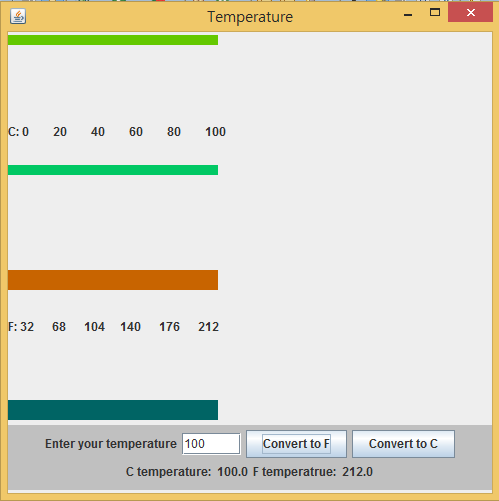 Temperature
C: 0 20 40 60 80 100
F: 32 68 104 140 176 212
Enter your temperature 100 Convert to F Convert to C
C temperature: 100.0 F temperatrue: 212.0